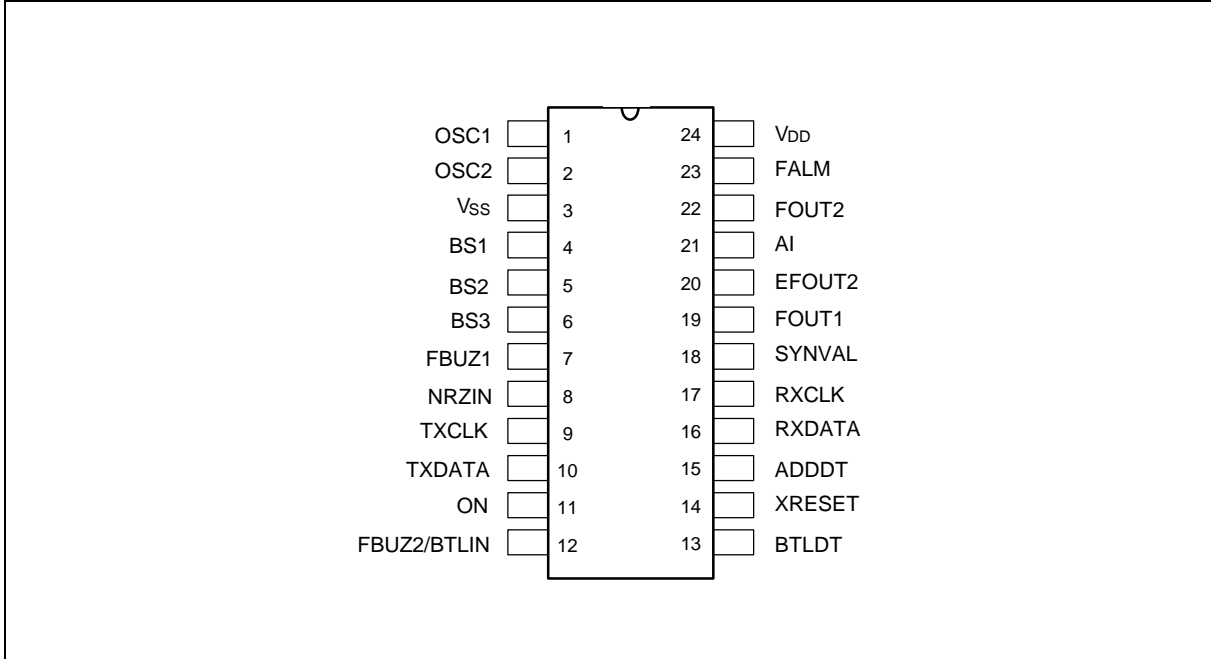 OSC1 1 24 VDD
OSC2 2 23 FALM
VSS 3 22 FOUT2
BS1 4 21 AI
BS2 5 20 EFOUT2
BS3 6 19 FOUT1
FBUZ1 7 18 SYNVAL
NRZIN 8 17 RXCLK
TXCLK 9 16 RXDATA
TXDATA 10 15 ADDDT
ON 11 14 XRESET
FBUZ2/BTLIN 12 13 BTLDT